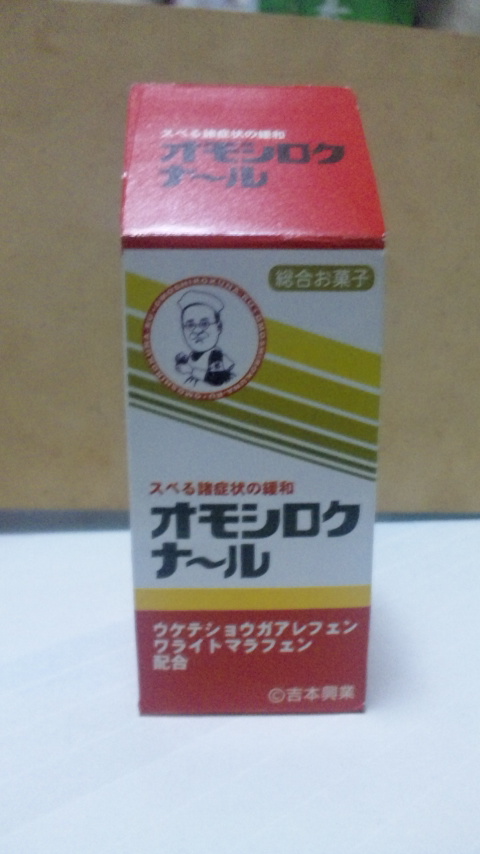 スベる諸症状の緩和
オモシロク
ナ〜ル
総合お菓子
スベる諸症状の緩和
オモシロク
ナ〜ル
ウケテショウガアレフェン
ワライトマラフェン
配合
©吉本興業